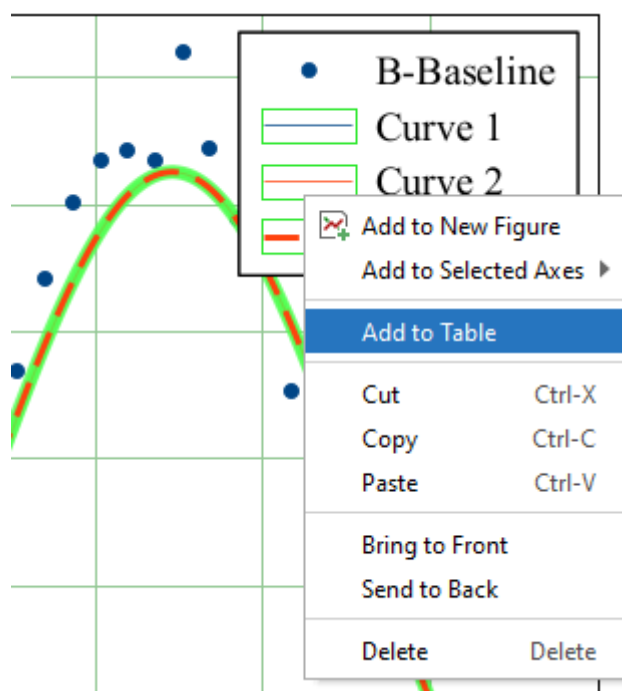 B-Baseline
Curve 1
Curve 2
Add to New Figure
Add to Selected Axes
Add to Table
Cut Ctrl-X
Copy Ctrl-C
Paste Ctrl-V
Bring to Front
Send to Back
Delete Delete